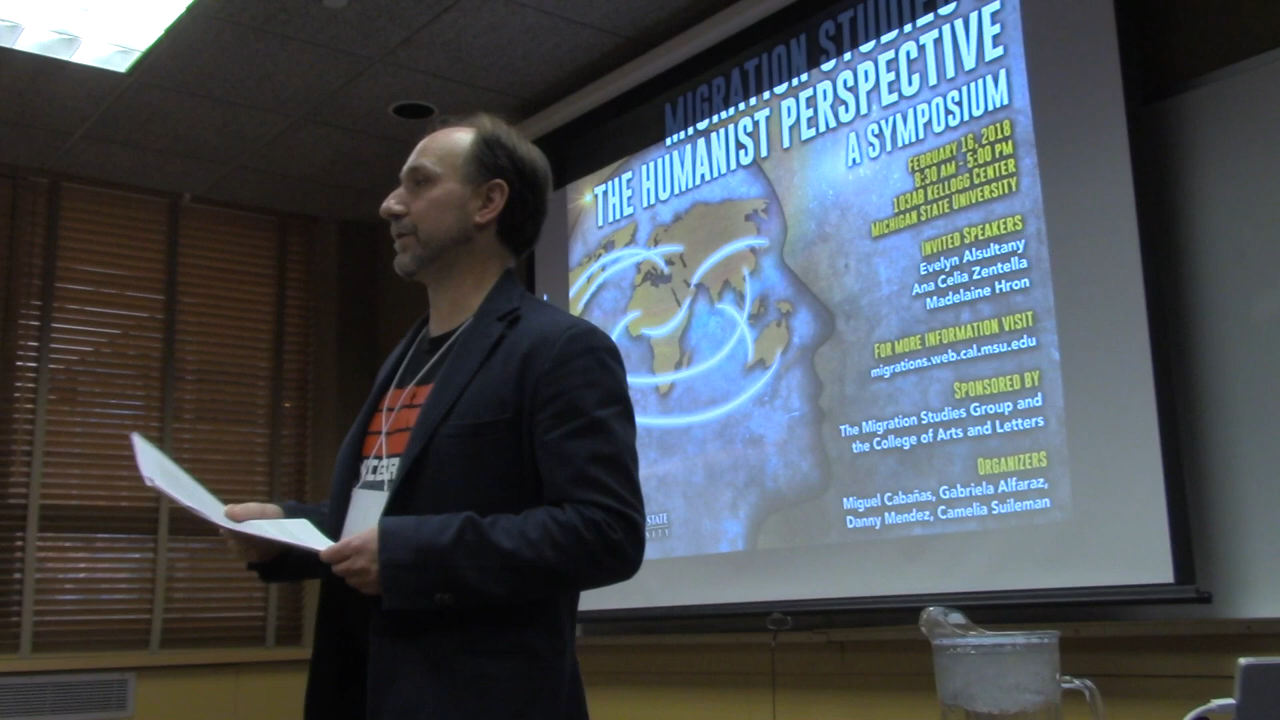 MIGRATION STUDIES
THE HUMANIST PERSPECTIVE
A SYMPOSIUM
FEBRUARY 16, 2018
8:30 AM - 5:00 PM
103AB KELLOGG CENTER
MICHIGAN STATE UNIVERSITY
INVITED SPEAKERS
Evelyn Alsultany
Ana Celia Zentella
Madelaine Hron
FOR MORE INFORMATION VISIT
migrations.web.cal.msu.edu
SPONSORED BY
The Migration Studies Group and
the College of Arts and Letters
ORGANIZERS
Miguel Cabañas, Gabriela Alfaraz,
Danny Mendez, Camelia Suileman
STATE